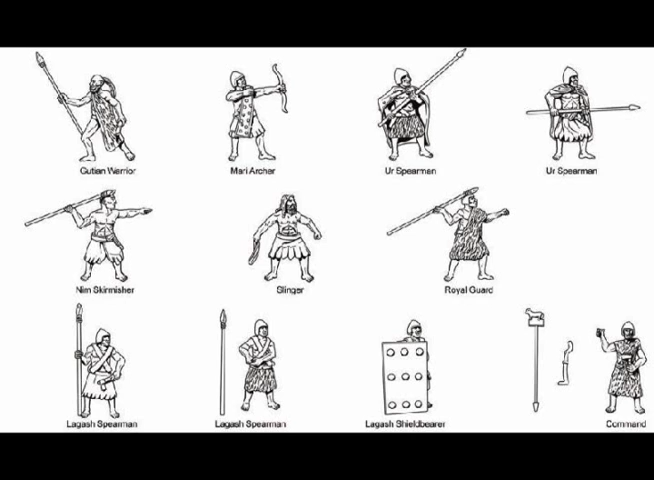 Gutian Warrior
Mari Archer
Ur Spearman
Ur Spearman
Nim Skirmisher
Slinger
Royal Guard
Lagash Spearman
Lagash Spearman
Lagash Shieldbearer
Command